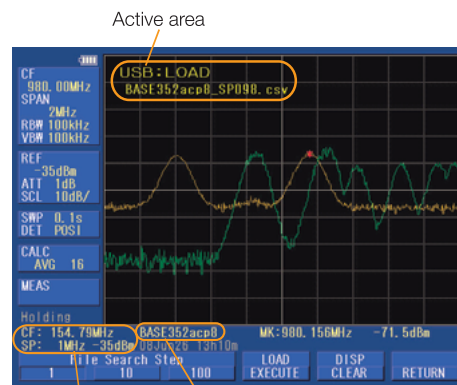 Active area
USB:LOAD
BASE352acp8_SP098.csv
CF
980.00MHz
SPAN
2MHz
RBW 100kHz
VBW 100kHz
REF
-35dBm
ATT 1dB
SCL 10dB/
SWP 0.1s
DET POSI
CALC
AVG 16
MEAS
Holding
CF: 154.79MHz BASE352acp8 MK:980.156MHz -71.5dBm
SP: 1MHz -35dBm 08Jun26 13h10m
File Search Step
1 10 100
LOAD EXECUTE
DISP CLEAR
RETURN